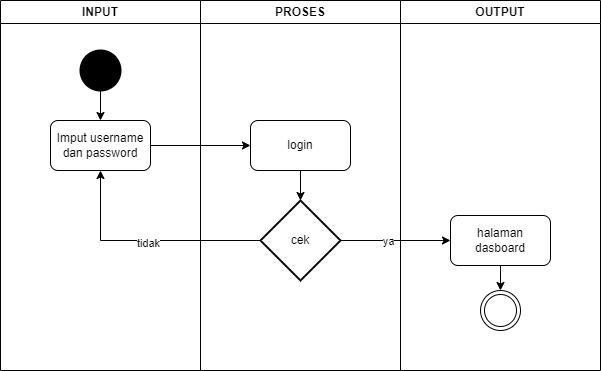 INPUT
PROSES
OUTPUT
Imput username
dan password
login
cek
tidak
ya
halaman
dasboard